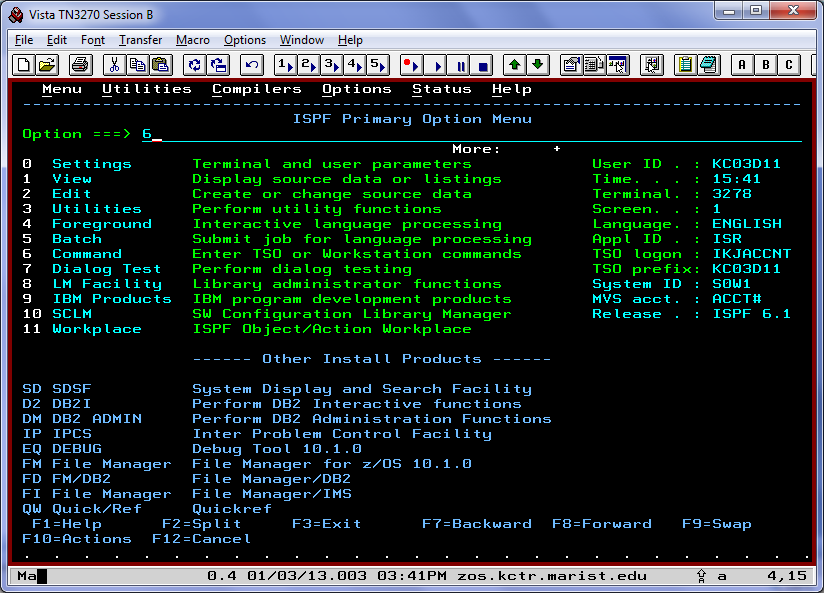 Vista TN3270 Session B
File Edit Font Transfer Macro Options Window Help
1 2 3 4 5 A B C
Menu Utilities Compilers Options Status Help
ISPF Primary Option Menu
Option ===> 6_
More: +
0 Settings Terminal and user parameters User ID . : KC03D11
1 View Display source data or listings Time. . . : 15:41
2 Edit Create or change source data Terminal. : 3278
3 Utilities Perform utility functions Screen. . : 1
4 Foreground Interactive language processing Language. : ENGLISH
5 Batch Submit job for language processing Appl ID . : ISR
6 Command Enter TSO or Workstation commands TSO logon : IKJACCNT
7 Dialog Test Perform dialog testing TSO prefix: KC03D11
8 LM Facility Library administrator functions System ID : S0W1
9 IBM Products IBM program development products MVS acct. : ACCT#
10 SCLM SW Configuration Library Manager Release . : ISPF 6.1
11 Workplace ISPF Object/Action Workplace
------ Other Install Products ------
SD SDSF System Display and Search Facility
D2 DB2I Perform DB2 Interactive functions
DM DB2 ADMIN Perform DB2 Administration Functions
IP IPCS Inter Problem Control Facility
EQ DEBUG Debug Tool 10.1.0
FM File Manager File Manager for z/OS 10.1.0
FD FM/DB2 File Manager/DB2
FI File Manager File Manager/IMS
QW Quick/Ref Quickref
F1=Help F2=Split F3=Exit F7=Backward F8=Forward F9=Swap
F10=Actions F12=Cancel
Ma 0.4 01/03/13.003 03:41PM zos.kctr.marist.edu a 4,15